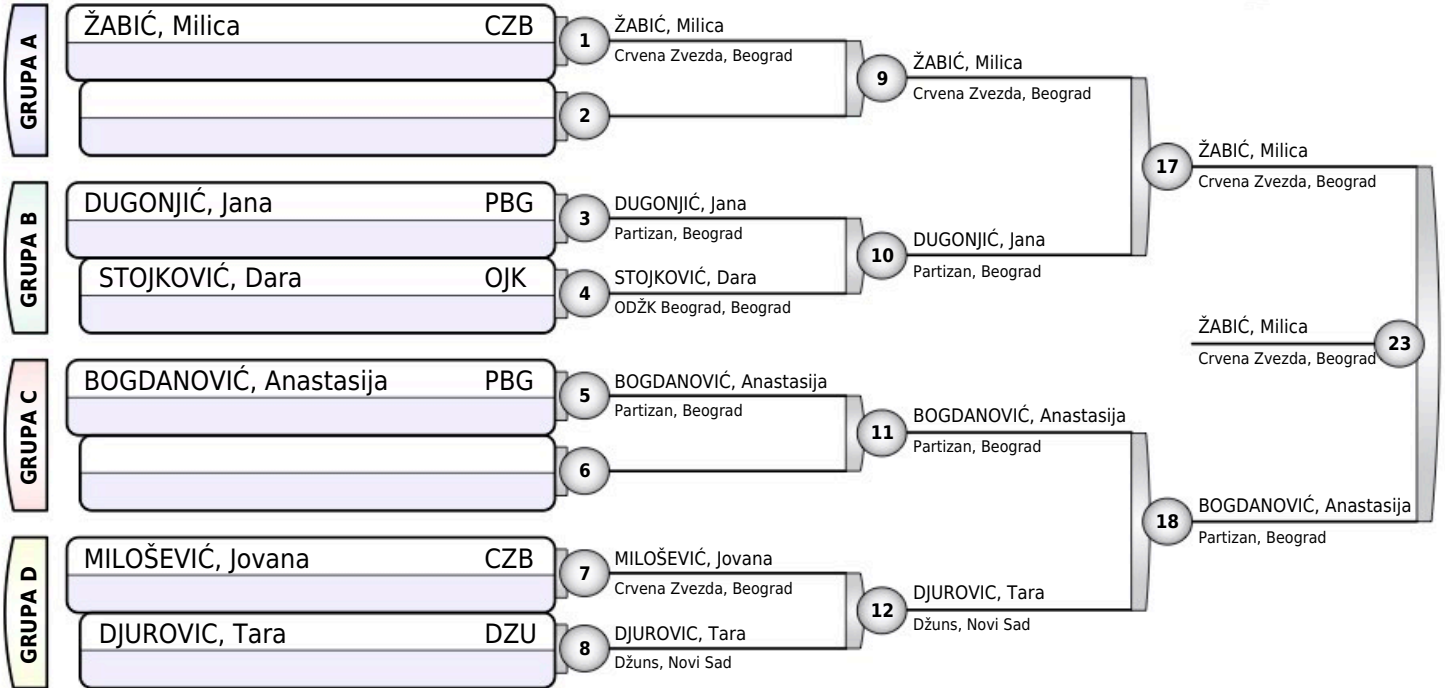 GRUPA A
ŽABIĆ, Milica CZB
1
ŽABIĆ, Milica
Crvena Zvezda, Beograd
2
9
ŽABIĆ, Milica
Crvena Zvezda, Beograd
GRUPA B
DUGONJIĆ, Jana PBG
3
DUGONJIĆ, Jana
Partizan, Beograd
STOJKOVIĆ, Dara OJK
4
STOJKOVIĆ, Dara
ODŽK Beograd, Beograd
10
DUGONJIĆ, Jana
Partizan, Beograd
17
ŽABIĆ, Milica
Crvena Zvezda, Beograd
GRUPA C
BOGDANOVIĆ, Anastasija PBG
5
BOGDANOVIĆ, Anastasija
Partizan, Beograd
6
11
BOGDANOVIĆ, Anastasija
Partizan, Beograd
GRUPA D
MILOŠEVIĆ, Jovana CZB
7
MILOŠEVIĆ, Jovana
Crvena Zvezda, Beograd
DJUROVIC, Tara DZU
8
DJUROVIC, Tara
Džuns, Novi Sad
12
DJUROVIC, Tara
Džuns, Novi Sad
18
BOGDANOVIĆ, Anastasija
Partizan, Beograd
ŽABIĆ, Milica
Crvena Zvezda, Beograd
23